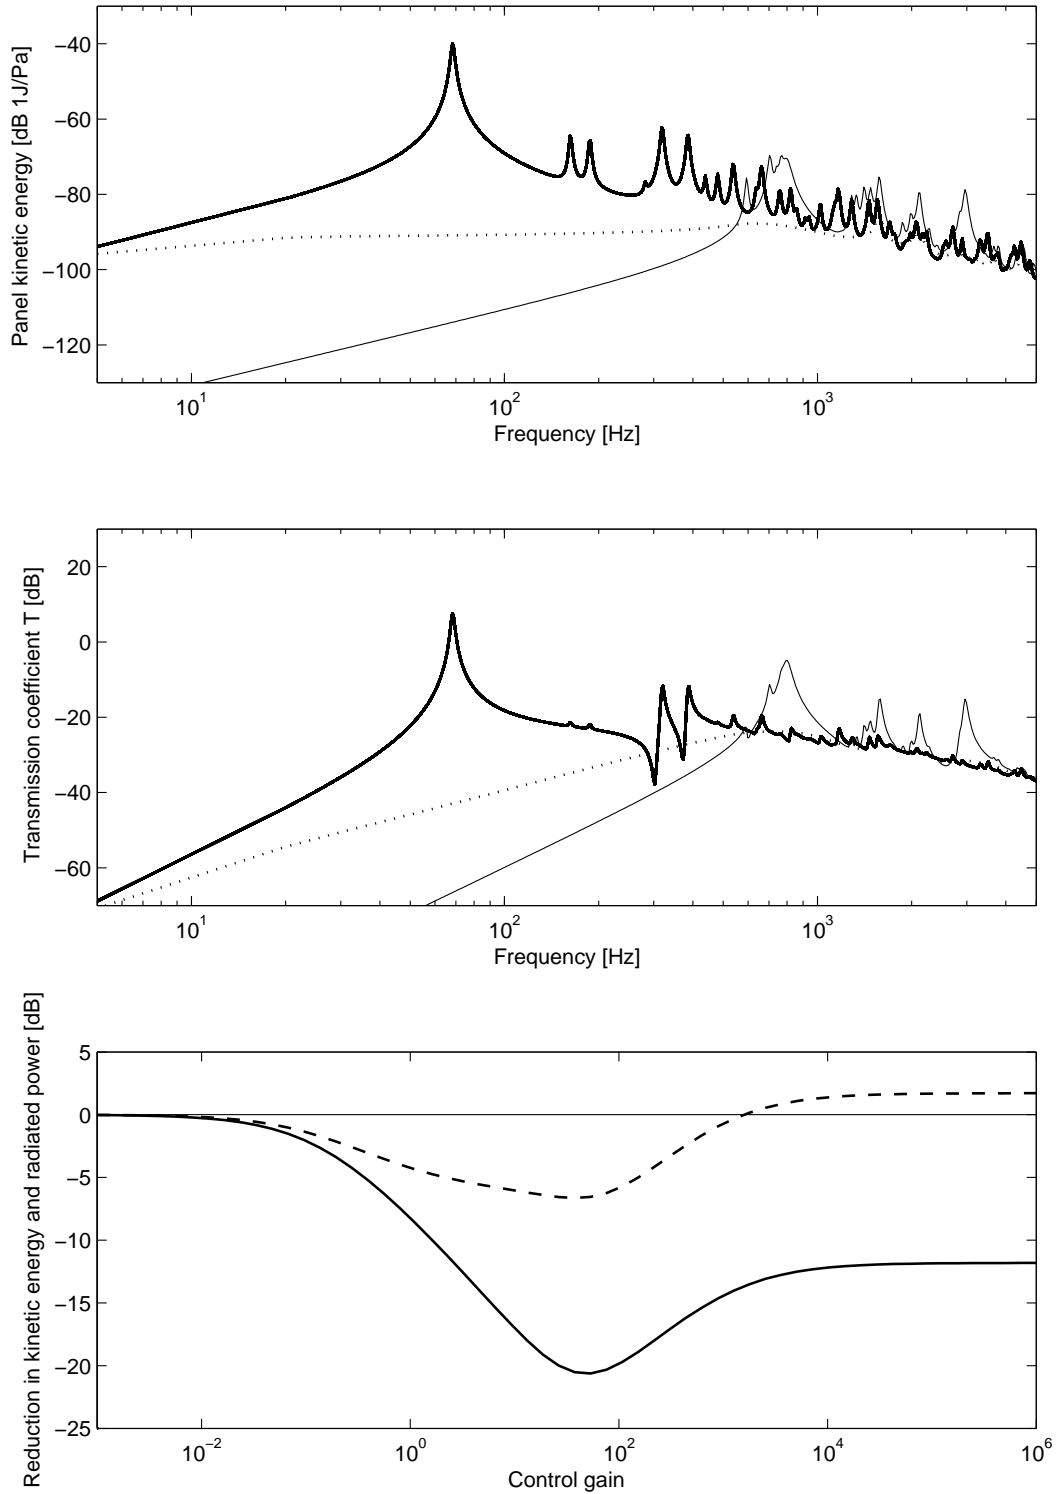 −40
−60
−80
−100
−120
Panel kinetic energy [dB 1J/Pa]
10^1 10^2 10^3
Frequency [Hz]
20
0
−20
−40
−60
Transmission coefficient T [dB]
10^1 10^2 10^3
Frequency [Hz]
5
0
−5
−10
−15
−20
−25
Reduction in kinetic energy and radiated power [dB]
10^−2 10^0 10^2 10^4 10^6
Control gain